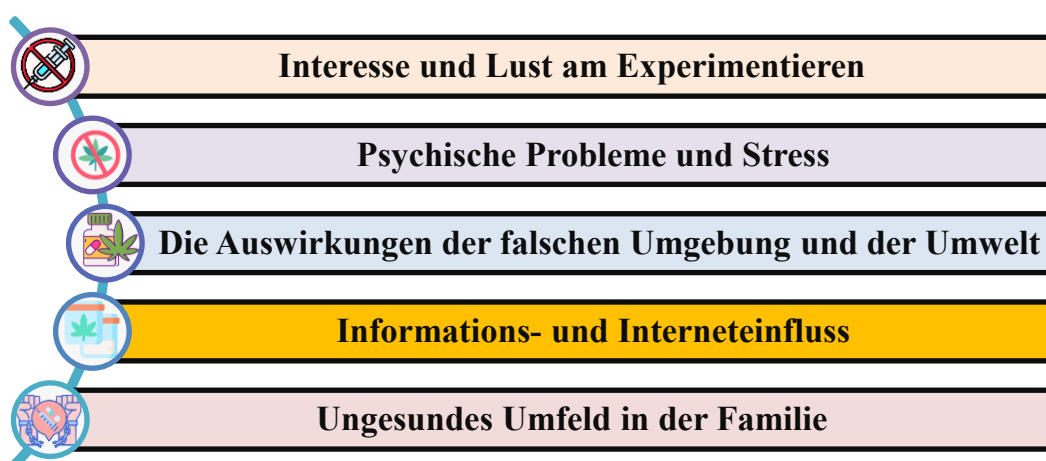 Interesse und Lust am Experimentieren
Psychische Probleme und Stress
Die Auswirkungen der falschen Umgebung und der Umwelt
Informations- und Interneteinfluss
Ungesundes Umfeld in der Familie